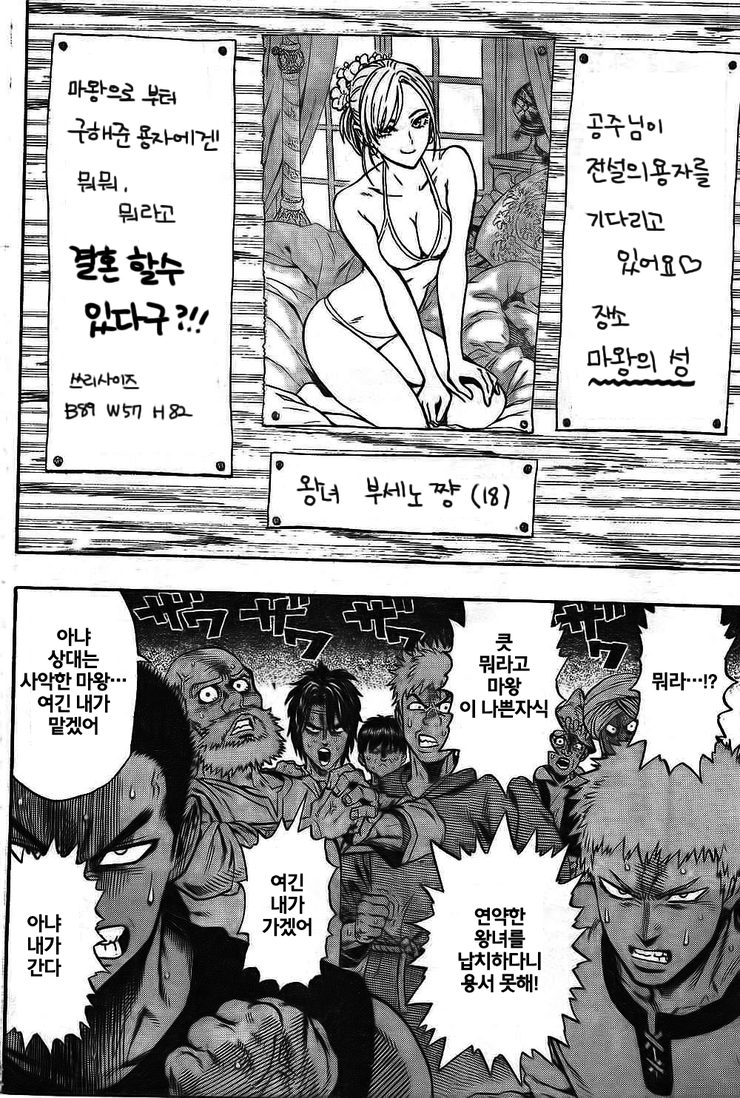 마왕으로 부터
구해준 용자에겐
뭐뭐,
뭐라고
결혼 할수
있다구?!!
쓰리사이즈
B89 W57 H82
공주님이
전설의 용자를
기다리고
있어요♡
장소
마왕의 성
왕녀 부세노 쨩 (18)
ザワ ザワ ザワ ザワ
뭐라…!?
큿
뭐라고
마왕
이 나쁜자식
아냐
상대는
사악한 마왕…
여긴 내가
맡겠어
연약한
왕녀를
납치하다니
용서 못해!
여긴
내가
가겠어
아냐
내가
간다